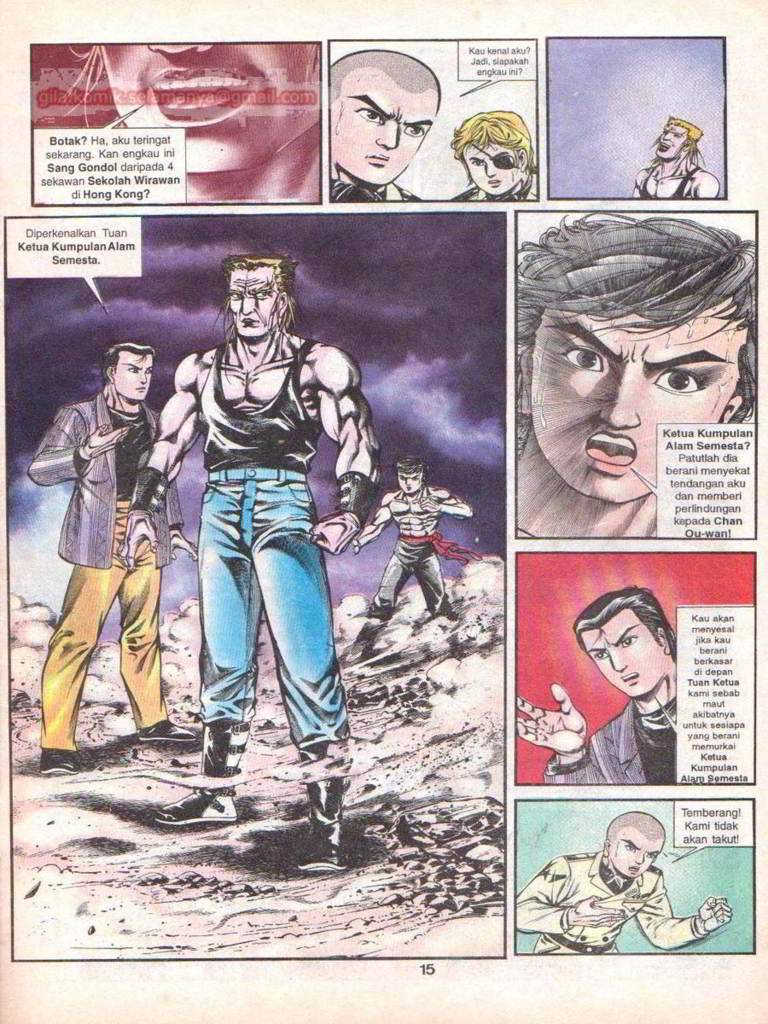 gila.komik.selamanya@gmail.com
Botak? Ha, aku teringat
sekarang. Kan engkau ini
Sang Gondol daripada 4
sekawan Sekolah Wirawan
di Hong Kong?
Kau kenal aku?
Jadi, siapakah
engkau ini?
Diperkenalkan Tuan
Ketua Kumpulan Alam
Semesta.
Ketua Kumpulan
Alam Semesta?
Patutlah dia
berani menyekat
tendangan aku
dan memberi
perlindungan
kepada Chan
Ou-wan!
Kau akan
menyesal
jika kau
berani
berkasar
di depan
Tuan Ketua
kami sebab
maut
akibatnya
untuk sesiapa
yang berani
memurkai
Ketua
Kumpulan
Alam Semesta
Temberang!
Kami tidak
akan takut!
15